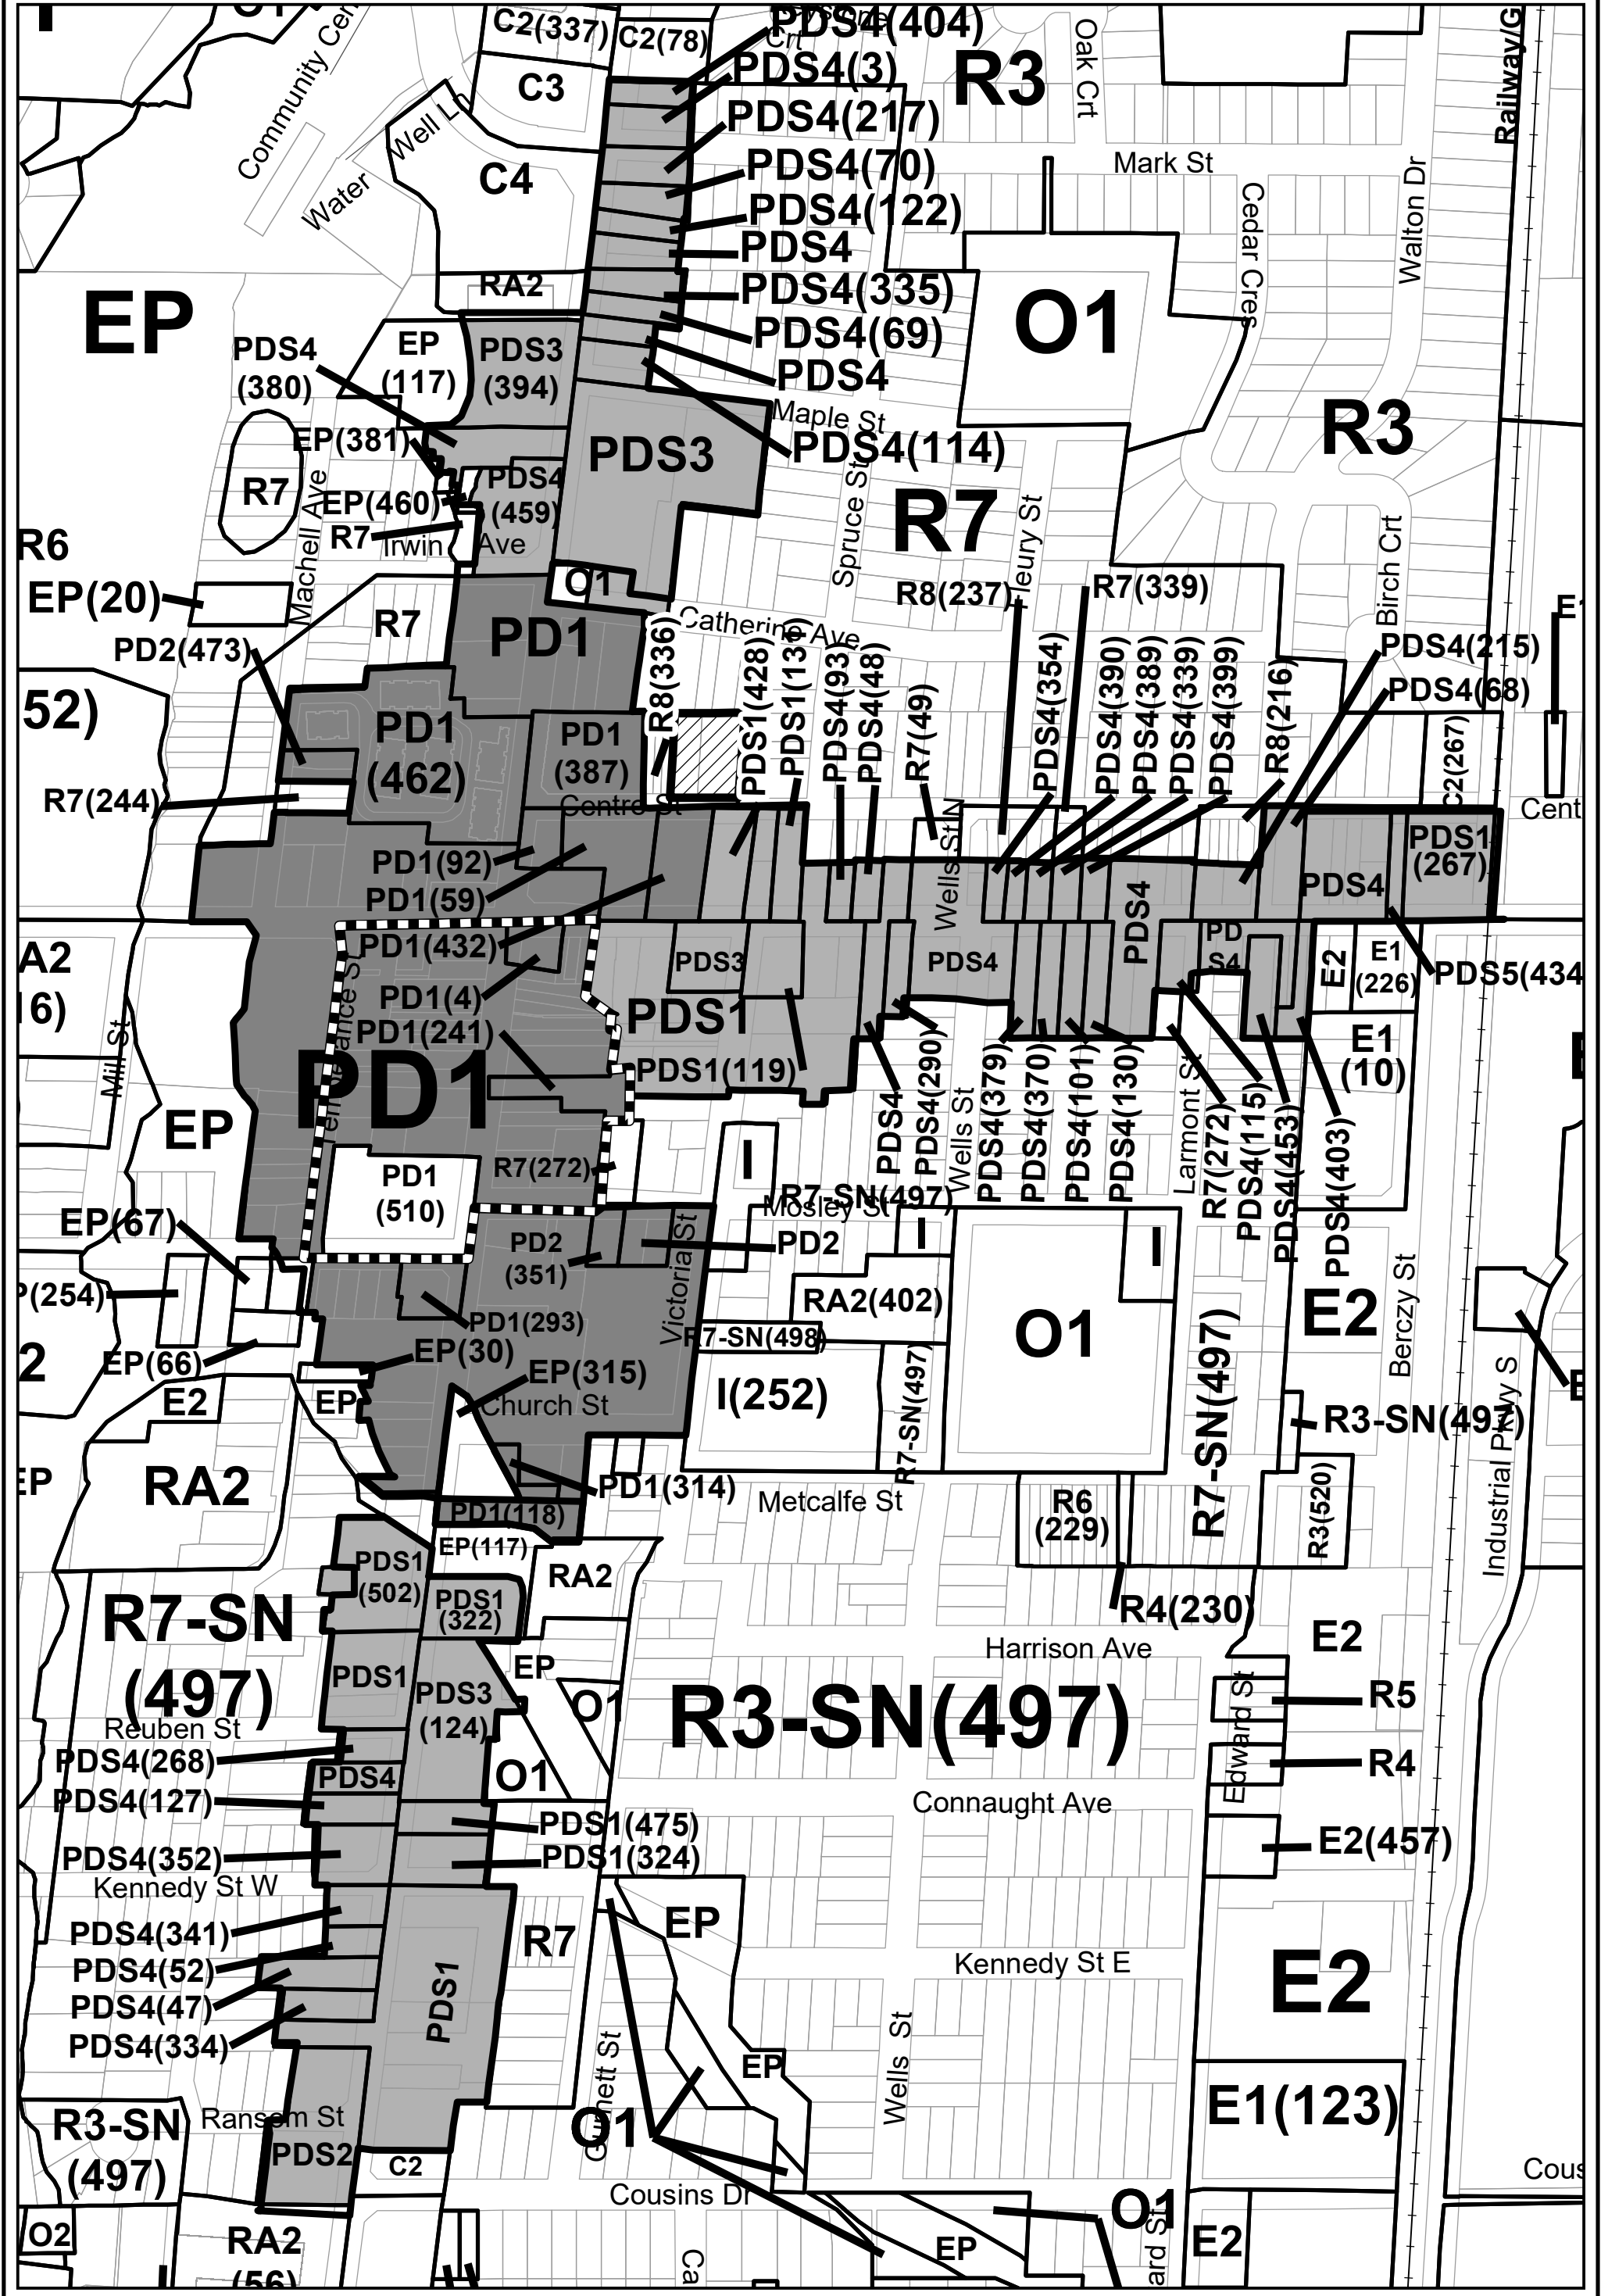 C2(337)
C2(78)
PDS4(404)
Crt
PDS4(3)
R3
Oak Crt
Railway/G
C3
Community Cen
PDS4(217)
Well Ln
PDS4(70)
Mark St
C4
Water
PDS4(122)
Cedar Cres
Walton Dr
PDS4
RA2
PDS4(335)
EP
O1
PDS4(69)
PDS4
(380)
EP
(117)
PDS3
(394)
PDS4
Maple St
R3
EP(381)
PDS3
PDS4(114)
R7
PDS4
(459)
EP(460)
R7
Irwin
Ave
Machell Ave
Spruce St
R7
Fleury St
Birch Crt
R6
O1
EP(20)
R7
R8(237)
R7(339)
PD1
Catherine Ave
PD2(473)
R8(336)
PDS1(428)
PDS4(93)
PDS4(48)
R7(49)
PDS4(354)
PDS4(390)
PDS4(389)
PDS4(339)
PDS4(399)
R8(216)
PDS4(215)
PDS4(68)
52)
PD1
(462)
PD1
(387)
C2(267)
R7(244)
Centre St
Cent
PD1(92)
PDS1
(267)
PD1(59)
Wells St N
PDS4
PDS4
PD1(432)
PD
S4
A2
16)
PDS3
PDS4
E2
E1
(226)
PDS5(434
PD1(4)
PDS1
PD1(241)
PD1
PDS1(119)
E1
(10)
Mill St
EP
PDS4
PDS4(290)
Wells St
PDS4(379)
PDS4(370)
PDS4(101)
PDS4(130)
Larmont St
R7(272)
PDS4(115)
PDS4(453)
PDS4(403)
I
R7(272)
PD1
(510)
R7-SN(497)
Mosley St
EP(67)
I
I
PD2
(351)
PD2
Victoria St
P(254)
RA2(402)
E2
Berczy St
PD1(293)
R7-SN(498)
O1
2
EP(66)
EP(30)
EP(315)
R7-SN(497)
E2
EP
Church St
I(252)
R7-SN(497)
R3-SN(497)
Industrial Pkwy S
EP
RA2
PD1(314)
Metcalfe St
R6
(229)
R3(520)
PD1(118)
EP(117)
PDS1
(502)
RA2
PDS1
(322)
R4(230)
R7-SN
(497)
E2
Harrison Ave
PDS1
EP
PDS3
(124)
O1
R3-SN(497)
R5
Edward St
Reuben St
PDS4(268)
R4
PDS4
O1
PDS4(127)
Connaught Ave
PDS1(475)
E2(457)
PDS4(352)
PDS1(324)
Kennedy St W
PDS4(341)
R7
EP
Kennedy St E
PDS4(52)
E2
PDS4(47)
PDS1
PDS4(334)
Gurnett St
EP
Wells St
R3-SN
(497)
Ransom St
O1
E1(123)
PDS2
C2
Cous
Cousins Dr
O1
O2
RA2
(56)
EP
E2
ard St
Ca